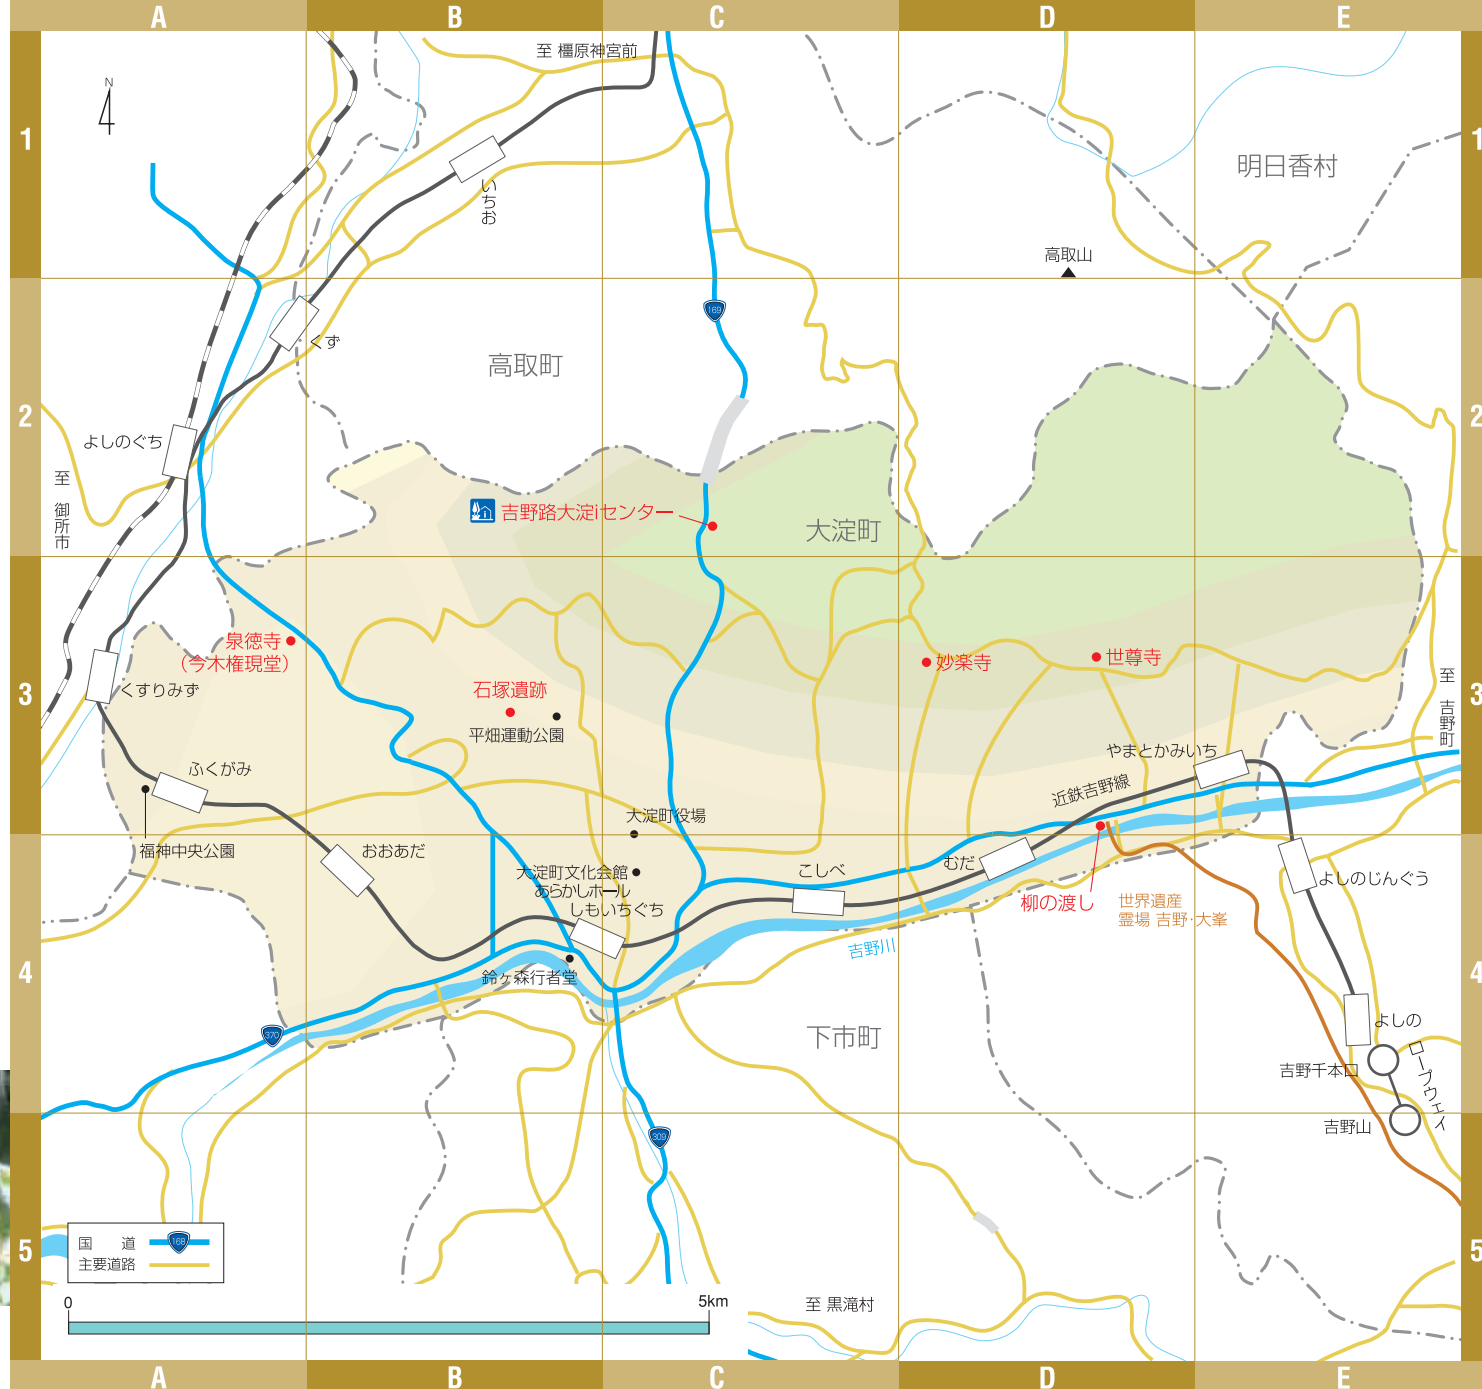 A B C D E
至 橿原神宮前
N
1 1
明日香村
いちお
高取山
169
くず
高取町
2 2
よしのぐち
至 御所市
吉野路大淀iセンター
大淀町
泉徳寺
(今木権現堂)
妙楽寺
世尊寺
くすりみず
石塚遺跡
3 3
至 吉野町
平畑運動公園
やまとかみいち
ふくがみ
近鉄吉野線
大淀町役場
福神中央公園
おおあだ
大淀町文化会館
あらかしホール
こしべ
むだ
よしのじんぐう
しもいちぐち
柳の渡し
世界遺産
霊場 吉野・大峯
吉野川
4 4
鈴ヶ森行者堂
370
下市町
よしの
ロープウェイ
吉野千本口
吉野山
309
国 道 168
主要道路
5 5
0 5km
至 黒滝村
A B C D E